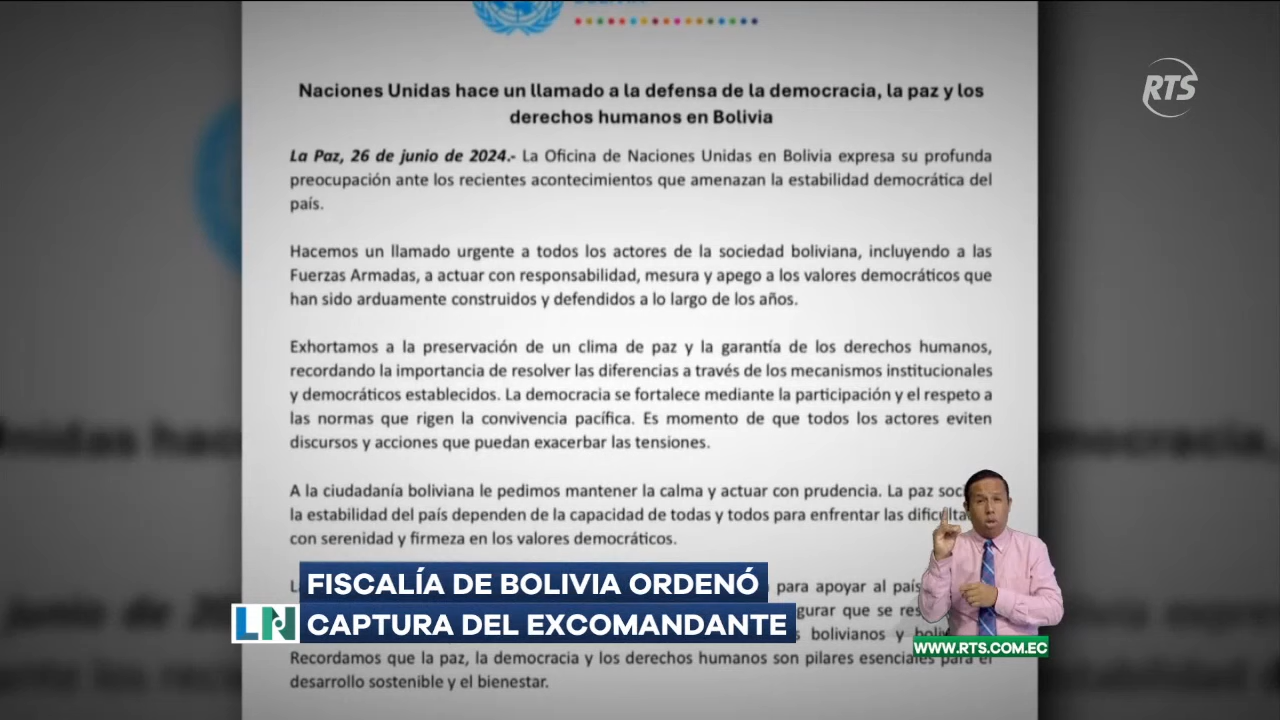 RTS
Naciones Unidas hace un llamado a la defensa de la democracia, la paz y los
derechos humanos en Bolivia
La Paz, 26 de junio de 2024.- La Oficina de Naciones Unidas en Bolivia expresa su profunda
preocupación ante los recientes acontecimientos que amenazan la estabilidad democrática del
país.
Hacemos un llamado urgente a todos los actores de la sociedad boliviana, incluyendo a las
Fuerzas Armadas, a actuar con responsabilidad, mesura y apego a los valores democráticos que
han sido arduamente construidos y defendidos a lo largo de los años.
Exhortamos a la preservación de un clima de paz y la garantía de los derechos humanos,
recordando la importancia de resolver las diferencias a través de los mecanismos institucionales
y democráticos establecidos. La democracia se fortalece mediante la participación y el respeto a
las normas que rigen la convivencia pacífica. Es momento de que todos los actores eviten
discursos y acciones que puedan exacerbar las tensiones.
A la ciudadanía boliviana le pedimos mantener la calma y actuar con prudencia. La paz
la estabilidad del país dependen de la capacidad de todas y todos para enfrentar las
con serenidad y firmeza en los valores democráticos.
para apoyar al país
que se
bolivianos y
Recordamos que la paz, la democracia y los derechos humanos son pilares esenciales para el
desarrollo sostenible y el bienestar.
FISCALÍA DE BOLIVIA ORDENÓ
LN CAPTURA DEL EXCOMANDANTE
WWW.RTS.COM.EC